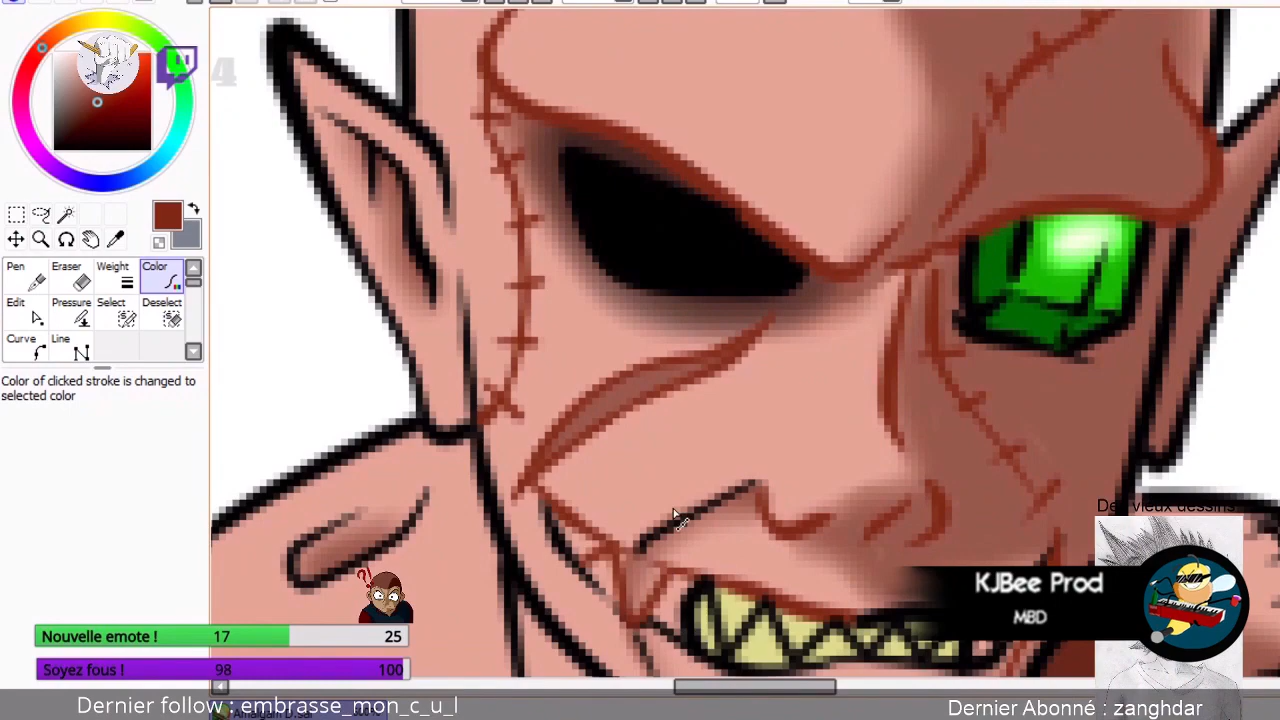 4
Pen
Eraser
Weight
Color
Edit
Pressure
Select
Deselect
Curve
Line
Color of clicked stroke is changed to
selected color
Nouvelle emote ! 17 25
Soyez fous ! 98 100
Dernier follow : embrasse_mon_c_u_l
KJBee Prod
MBD
Dernier Abonné : zanghdar